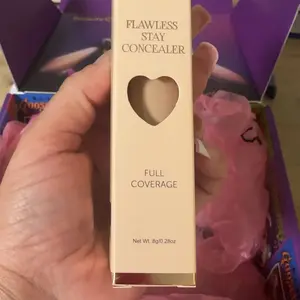 FLAWLESS
STAY
CONCEALER
FULL
COVERAGE
Net Wt. 8g/0.28oz